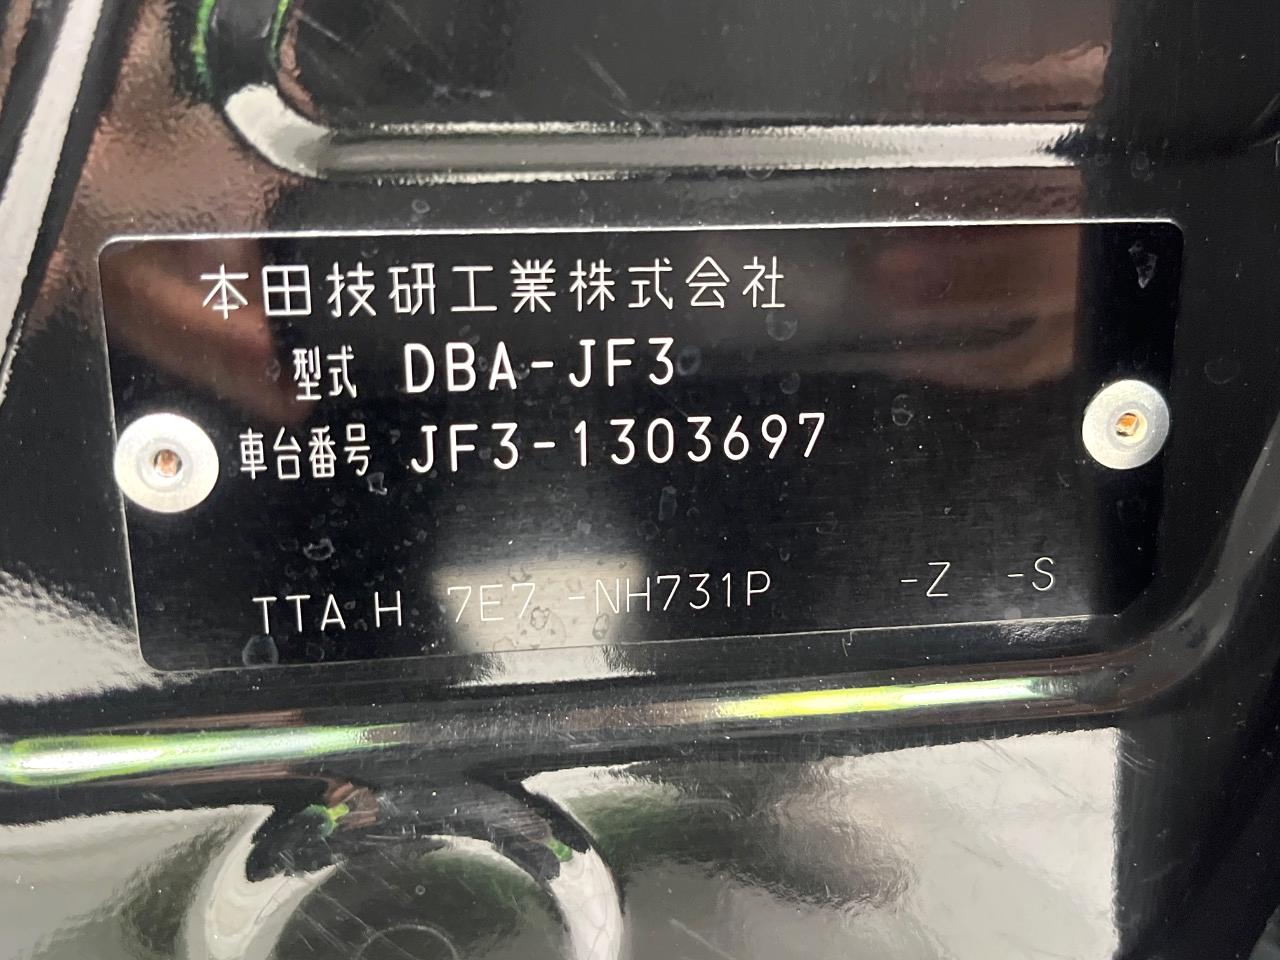 本田技研工業株式会社
型式 DBA-JF3
車台番号 JF3-1303697
TTA H 7E7 -NH731P -Z -S